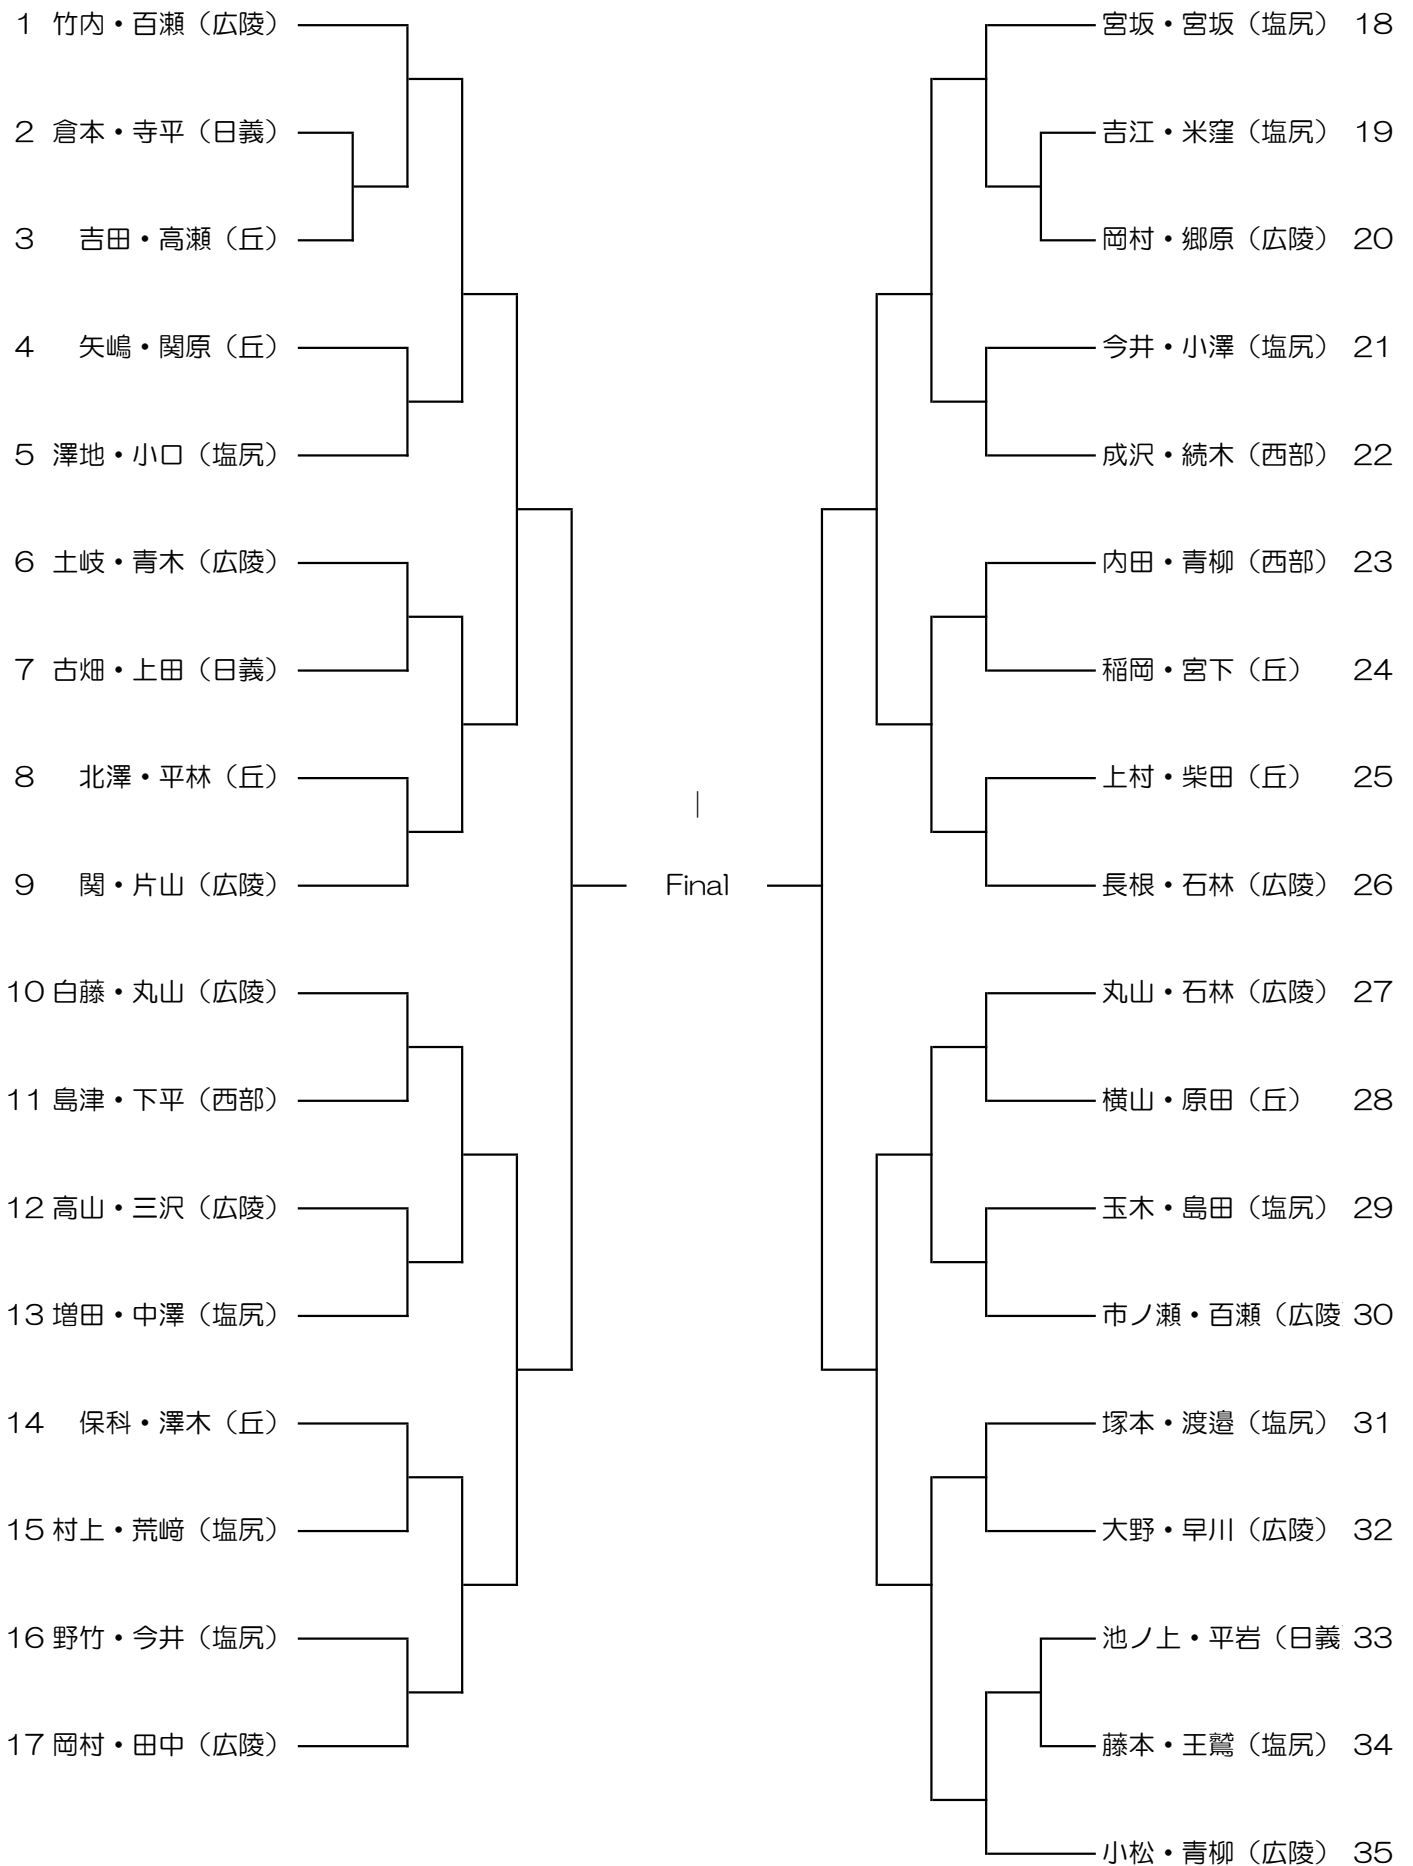 1 竹内・百瀬（広陵）
2 倉本・寺平（日義）
3 吉田・高瀬（丘）
4 矢嶋・関原（丘）
5 澤地・小口（塩尻）
6 土岐・青木（広陵）
7 古畑・上田（日義）
8 北澤・平林（丘）
9 関・片山（広陵）
10 白藤・丸山（広陵）
11 島津・下平（西部）
12 高山・三沢（広陵）
13 増田・中澤（塩尻）
14 保科・澤木（丘）
15 村上・荒﨑（塩尻）
16 野竹・今井（塩尻）
17 岡村・田中（広陵）
｜
Final
宮坂・宮坂（塩尻） 18
吉江・米窪（塩尻） 19
岡村・郷原（広陵） 20
今井・小澤（塩尻） 21
成沢・続木（西部） 22
内田・青柳（西部） 23
稲岡・宮下（丘） 24
上村・柴田（丘） 25
長根・石林（広陵） 26
丸山・石林（広陵） 27
横山・原田（丘） 28
玉木・島田（塩尻） 29
市ノ瀬・百瀬（広陵 30
塚本・渡邉（塩尻） 31
大野・早川（広陵） 32
池ノ上・平岩（日義 33
藤本・王鷲（塩尻） 34
小松・青柳（広陵） 35